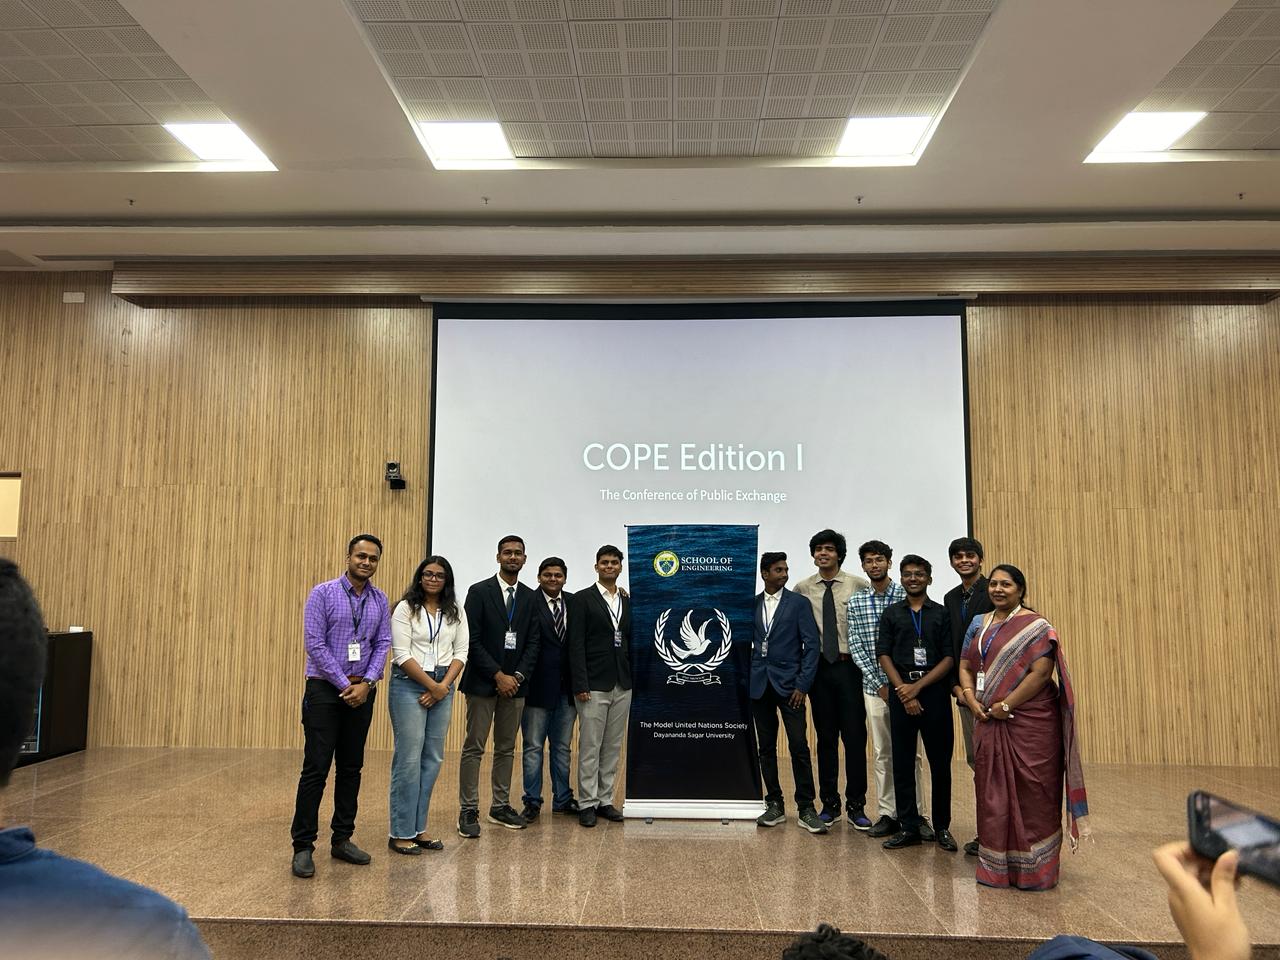 COPE Edition I
The Conference of Public Exchange
SCHOOL OF
ENGINEERING
The Model United Nations Society
Dayananda Sagar University